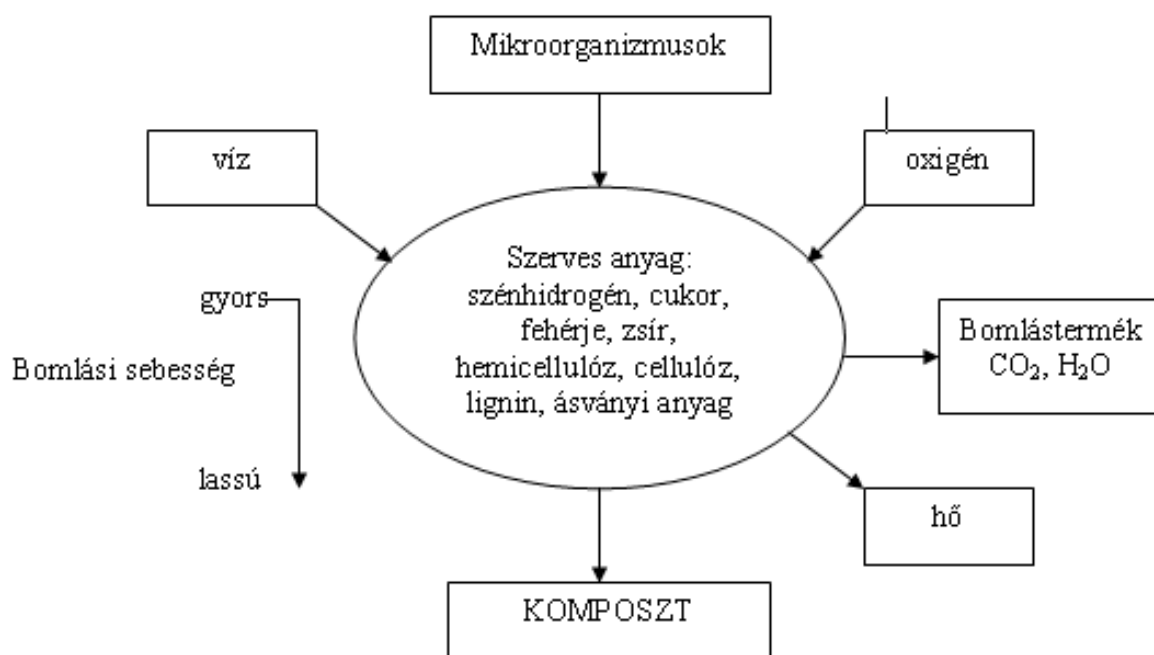 Mikroorganizmusok
víz
oxigén
Szerves anyag:
szénhidrogén, cukor,
fehérje, zsír,
hemicellulóz, cellulóz,
lignin, ásványi anyag
gyors
Bomlási sebesség
lassú
Bomlástermék
CO₂, H₂O
hő
KOMPOSZT